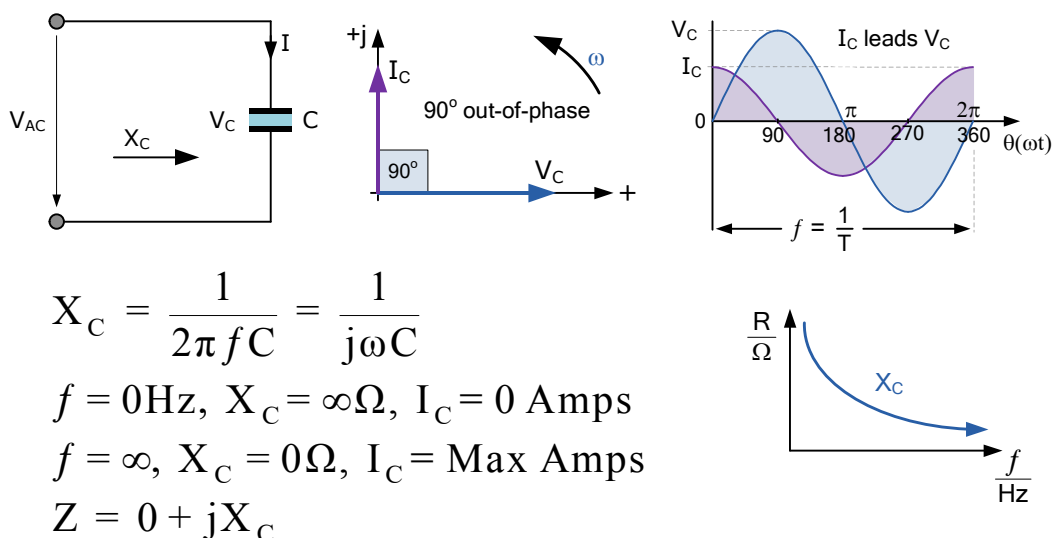 I
V_AC
X_C
V_C
C
+j
I_C
ω
90° out-of-phase
90°
V_C
+
V_C
I_C leads V_C
I_C
0
π
2π
90
180
270
360
θ(ωt)
f = 1/T
X_C = 1/(2πfC) = 1/(jωC)
f = 0Hz, X_C = ∞Ω, I_C = 0 Amps
f = ∞, X_C = 0Ω, I_C = Max Amps
Z = 0 + jX_C
R/Ω
X_C
f/Hz